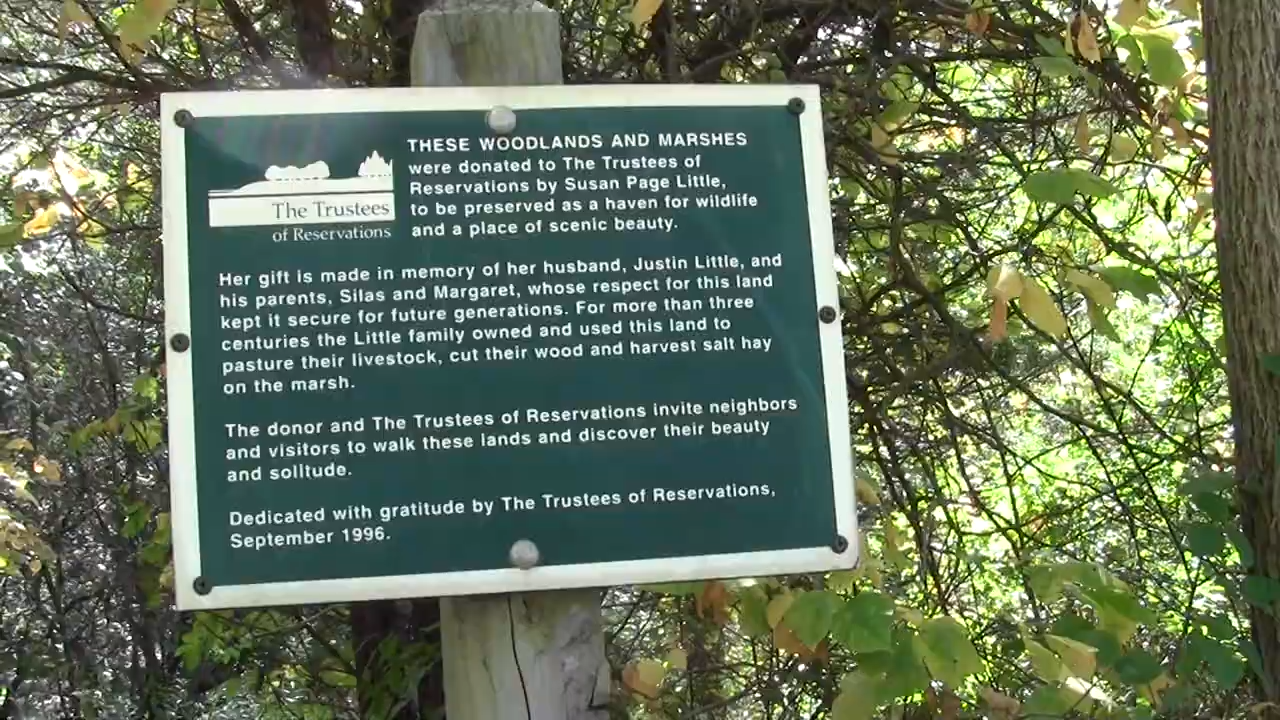 The Trustees
of Reservations
THESE WOODLANDS AND MARSHES
were donated to The Trustees of
Reservations by Susan Page Little,
to be preserved as a haven for wildlife
and a place of scenic beauty.
Her gift is made in memory of her husband, Justin Little, and
his parents, Silas and Margaret, whose respect for this land
kept it secure for future generations. For more than three
centuries the Little family owned and used this land to
pasture their livestock, cut their wood and harvest salt hay
on the marsh.
The donor and The Trustees of Reservations invite neighbors
and visitors to walk these lands and discover their beauty
and solitude.
Dedicated with gratitude by The Trustees of Reservations,
September 1996.